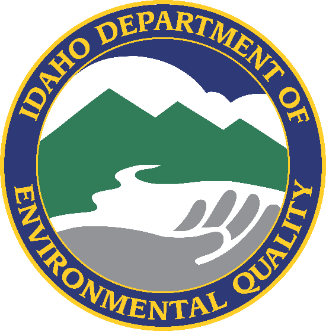 IDAHO DEPARTMENT OF
ENVIRONMENTAL QUALITY